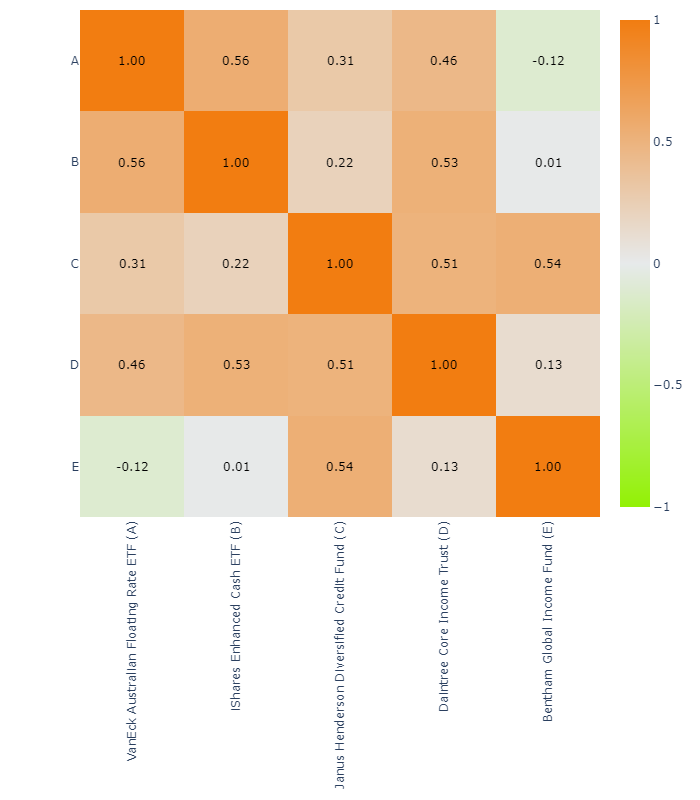 A 1.00 0.56 0.31 0.46 -0.12
B 0.56 1.00 0.22 0.53 0.01
C 0.31 0.22 1.00 0.51 0.54
D 0.46 0.53 0.51 1.00 0.13
E -0.12 0.01 0.54 0.13 1.00
VanEck Australian Floating Rate ETF (A)
iShares Enhanced Cash ETF (B)
Janus Henderson Diversified Credit Fund (C)
Daintree Core Income Trust (D)
Bentham Global Income Fund (E)
1
0.5
0
−0.5
−1